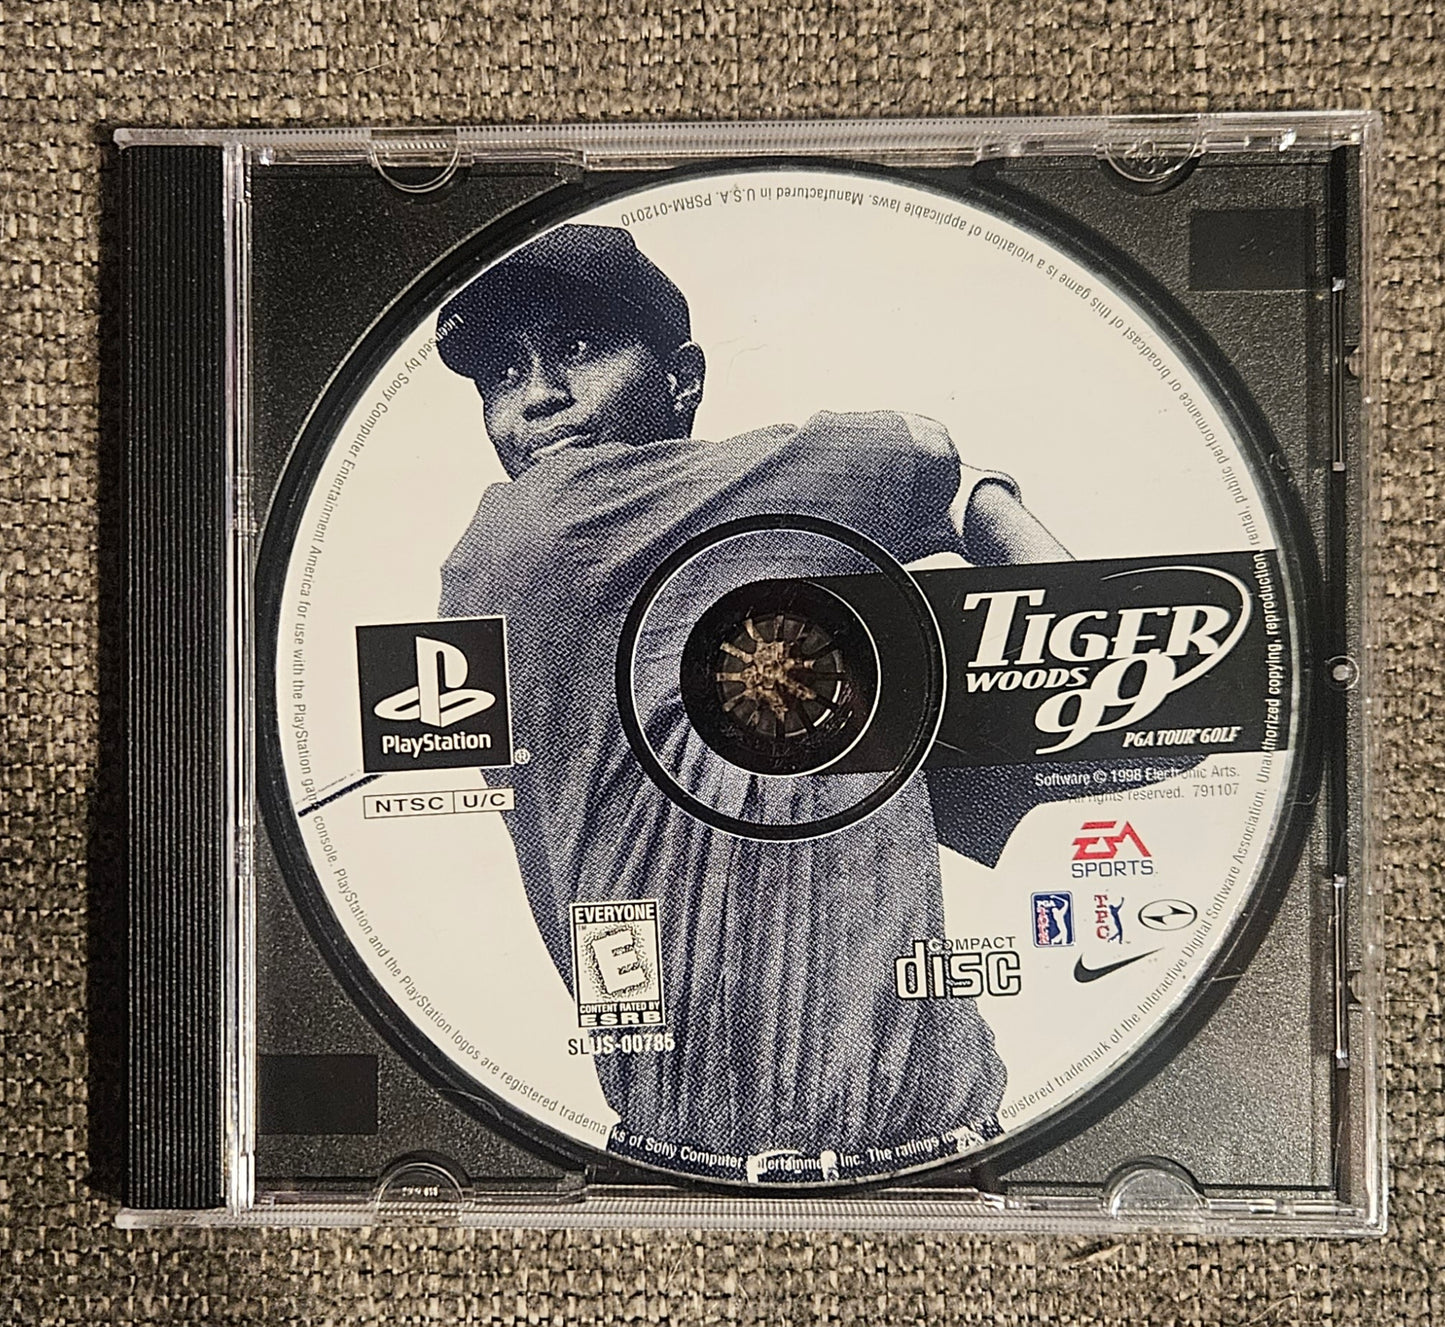 TIGER
WOODS
99
PGA TOUR GOLF
PlayStation
®
NTSC U/C
Software © 1998 Electronic Arts.
All rights reserved. 791107
EA
SPORTS
TPC
EVERYONE
E
CONTENT RATED BY
ESRB
SLUS-00785
COMPACT
disc
Licensed by Sony Computer Entertainment America for use with the PlayStation game console. PlayStation and the PlayStation logos are registered trademarks of Sony Computer Entertainment Inc. The ratings icon is a registered trademark of the Interactive Digital Software Association. Unauthorized copying, reproduction, rental, public performance or broadcast of this game is a violation of applicable laws. Manufactured in U.S.A. PSRM-012010